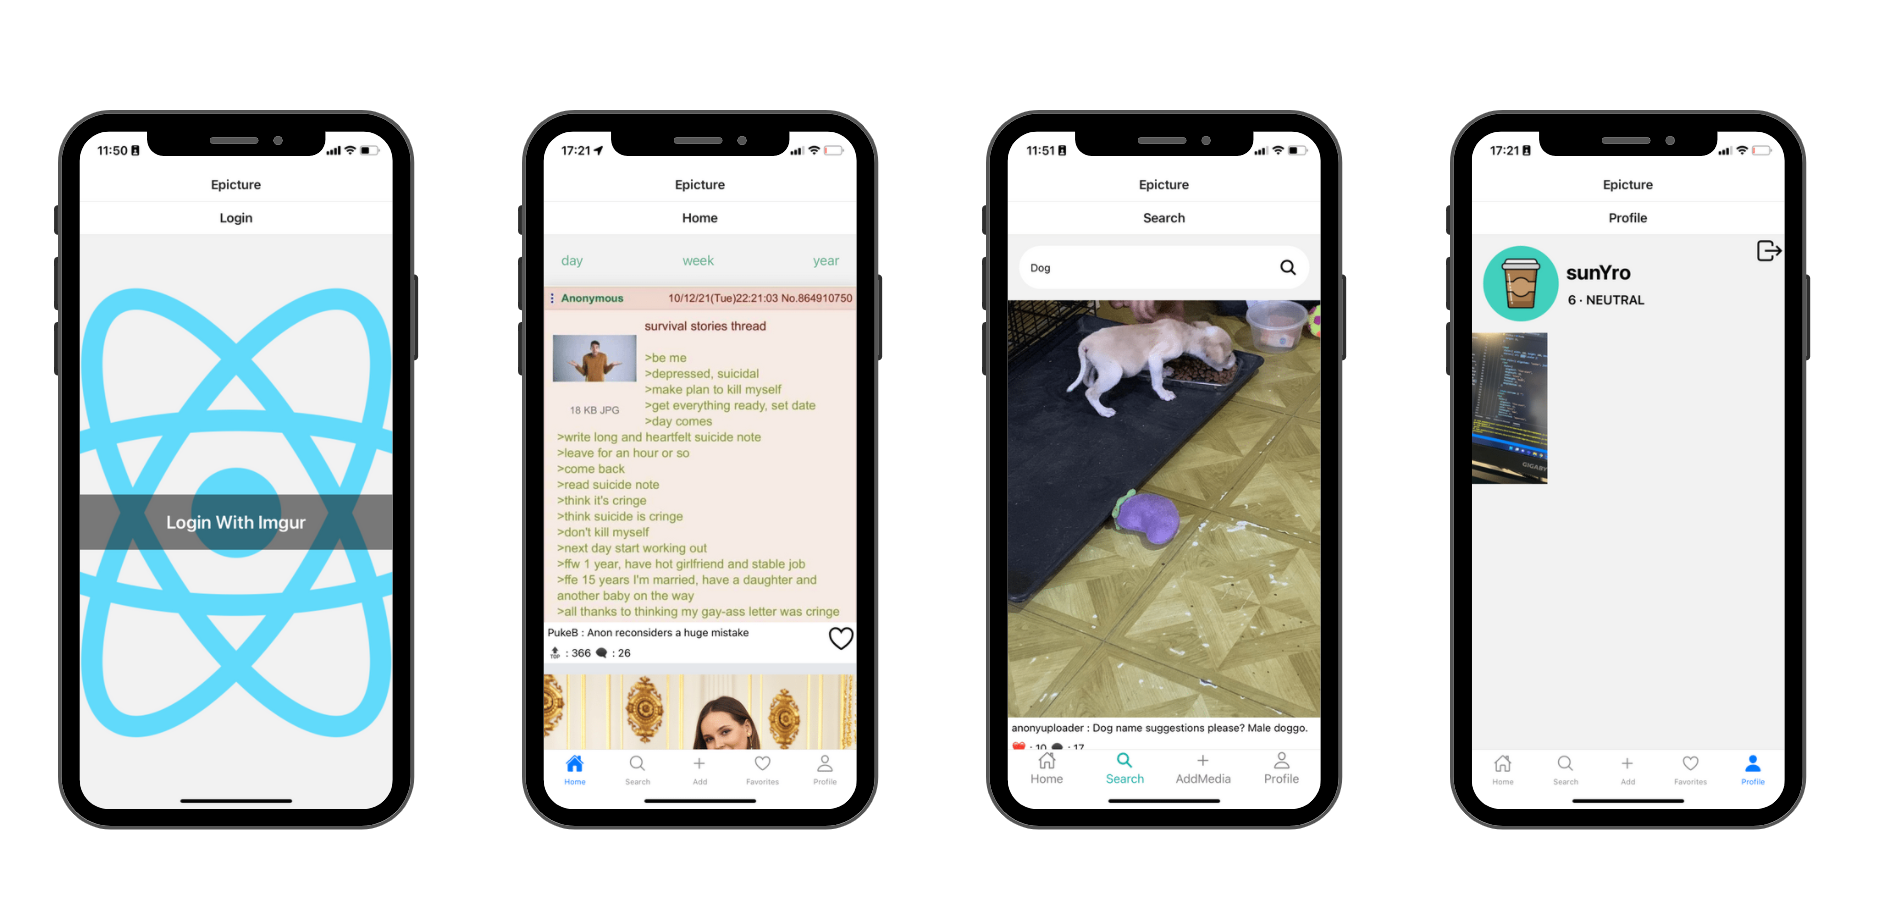 11:50
Epicture
Login
Login With Imgur
17:21
Epicture
Home
day week year
Anonymous 10/12/21(Tue)22:21:03 No.864910750
survival stories thread
>be me
>depressed, suicidal
>make plan to kill myself
>get everything ready, set date
18 KB JPG
>day comes
>write long and heartfelt suicide note
>leave for an hour or so
>come back
>read suicide note
>think it's cringe
>think suicide is cringe
>don't kill myself
>next day start working out
>ffw 1 year, have hot girlfriend and stable job
>ffe 15 years I'm married, have a daughter and
another baby on the way
>all thanks to thinking my gay-ass letter was cringe
PukeB : Anon reconsiders a huge mistake
TOP : 366 : 26
Home Search Add Favorites Profile
11:51
Epicture
Search
Dog
anonyuploader : Dog name suggestions please? Male doggo.
: 10 : 17
Home Search AddMedia Profile
17:21
Epicture
Profile
sunYro
6 · NEUTRAL
Home Search Add Favorites Profile